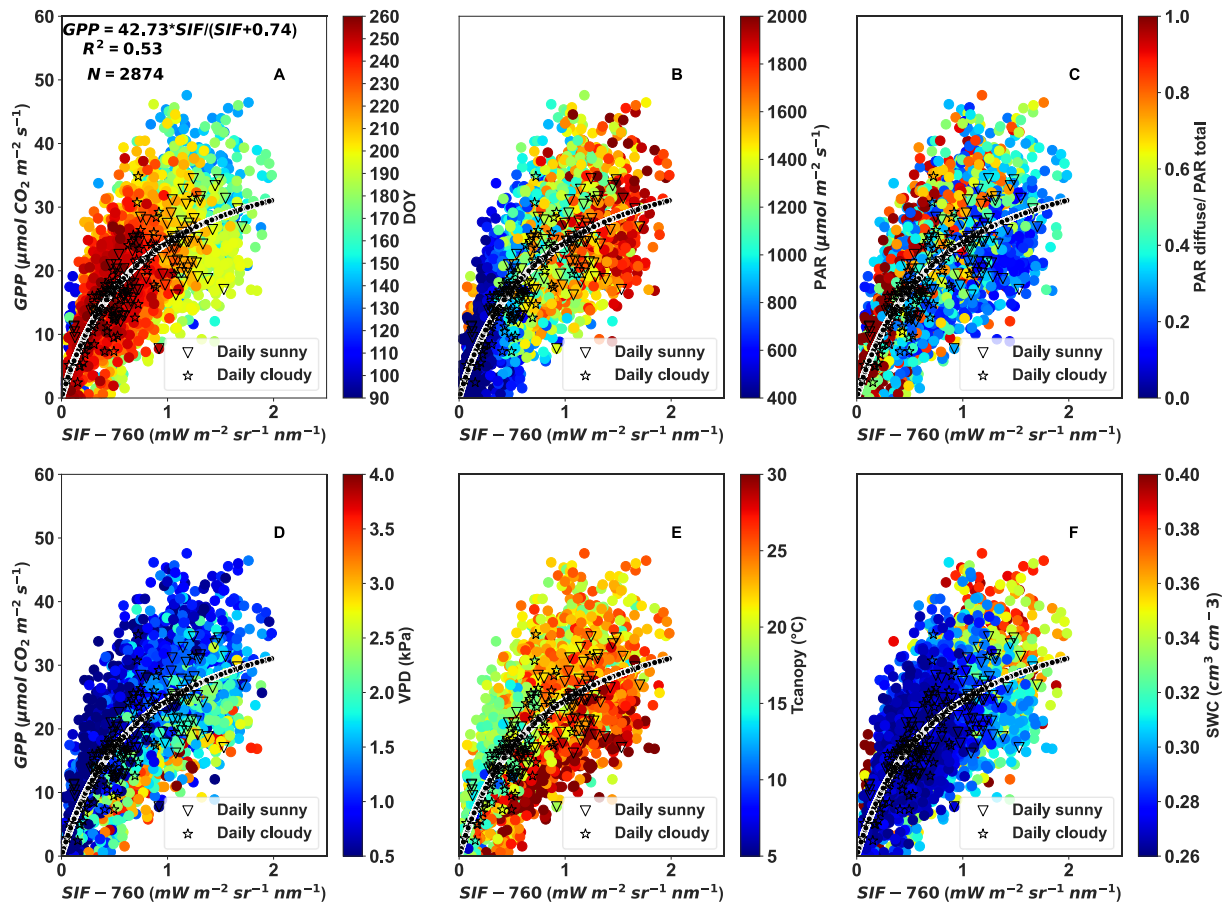 GPP = 42.73*SIF/(SIF+0.74)
R² = 0.53
N = 2874
A
60
50
40
30
20
10
0
GPP (μmol CO₂ m⁻² s⁻¹)
0 1 2
SIF − 760 (mW m⁻² sr⁻¹ nm⁻¹)
Daily sunny
Daily cloudy
260
250
240
230
220
210
200
190
180
170
160
150
140
130
120
110
100
90
DOY
B
0 1 2
SIF − 760 (mW m⁻² sr⁻¹ nm⁻¹)
Daily sunny
Daily cloudy
2000
1800
1600
1400
1200
1000
800
600
400
PAR (μmol m⁻² s⁻¹)
C
0 1 2
SIF − 760 (mW m⁻² sr⁻¹ nm⁻¹)
Daily sunny
Daily cloudy
1.0
0.8
0.6
0.4
0.2
0.0
PAR diffuse/ PAR total
D
60
50
40
30
20
10
0
GPP (μmol CO₂ m⁻² s⁻¹)
0 1 2
SIF − 760 (mW m⁻² sr⁻¹ nm⁻¹)
Daily sunny
Daily cloudy
4.0
3.5
3.0
2.5
2.0
1.5
1.0
0.5
VPD (kPa)
E
0 1 2
SIF − 760 (mW m⁻² sr⁻¹ nm⁻¹)
Daily sunny
Daily cloudy
30
25
20
15
10
5
Tcanopy (°C)
F
0 1 2
SIF − 760 (mW m⁻² sr⁻¹ nm⁻¹)
Daily sunny
Daily cloudy
0.40
0.38
0.36
0.34
0.32
0.30
0.28
0.26
SWC (cm³ cm − 3)